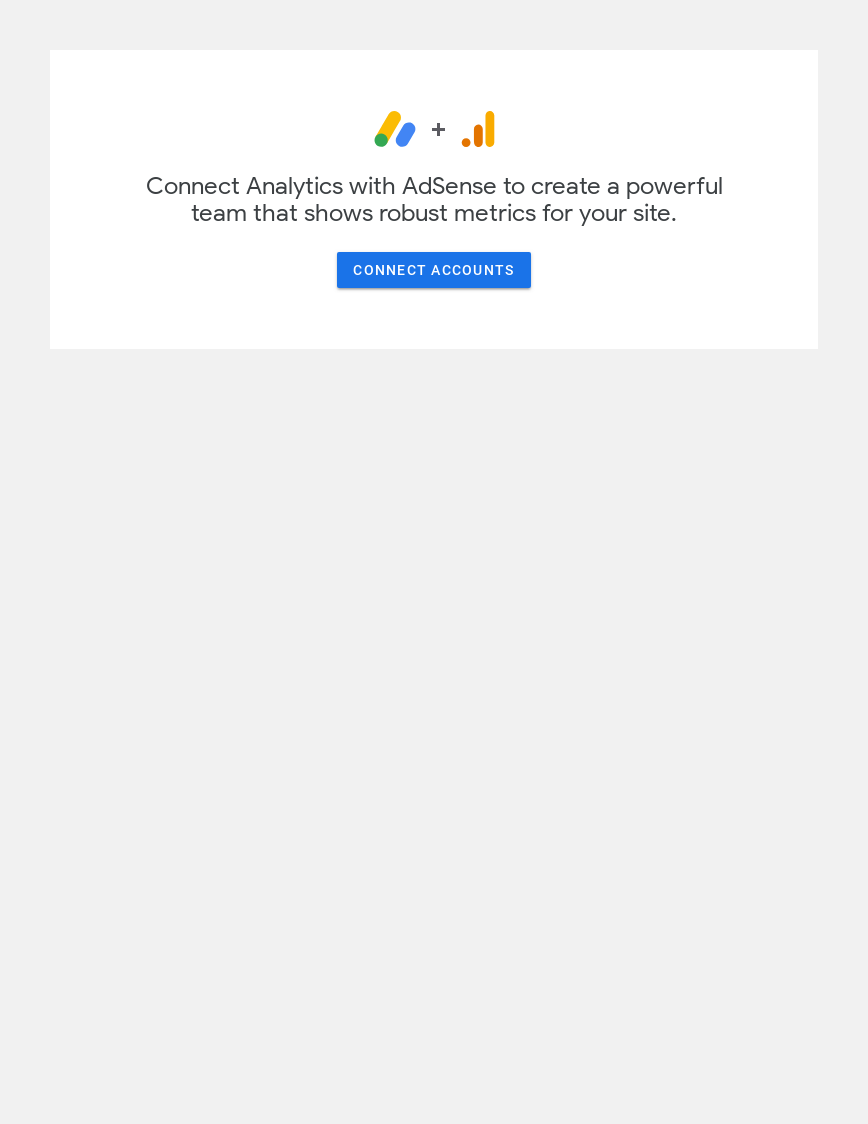 Connect Analytics with AdSense to create a powerful
team that shows robust metrics for your site.
CONNECT ACCOUNTS